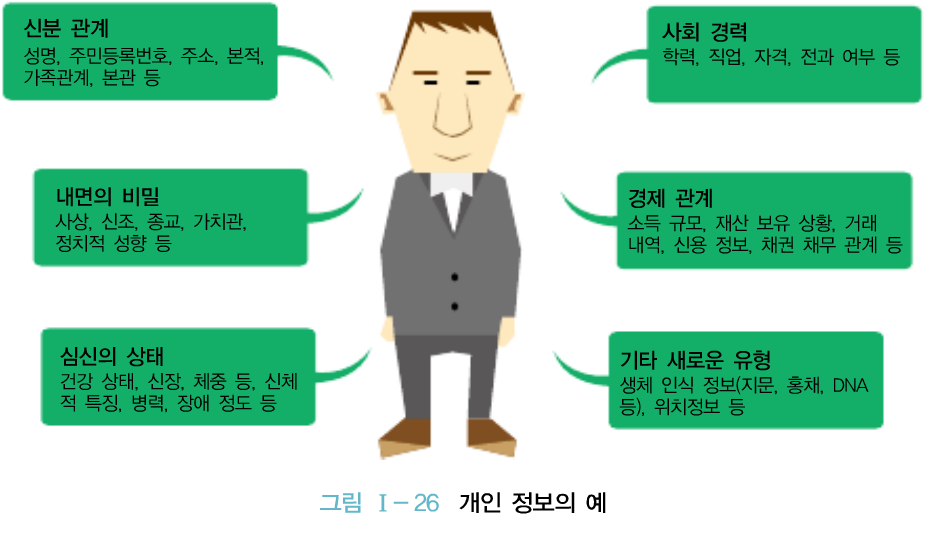 신분 관계
성명, 주민등록번호, 주소, 본적,
가족관계, 본관 등
사회 경력
학력, 직업, 자격, 전과 여부 등
내면의 비밀
사상, 신조, 종교, 가치관,
정치적 성향 등
경제 관계
소득 규모, 재산 보유 상황, 거래
내역, 신용 정보, 채권 채무 관계 등
심신의 상태
건강 상태, 신장, 체중 등, 신체
적 특징, 병력, 장애 정도 등
기타 새로운 유형
생체 인식 정보(지문, 홍채, DNA
등), 위치정보 등
그림 Ⅰ-26 개인 정보의 예